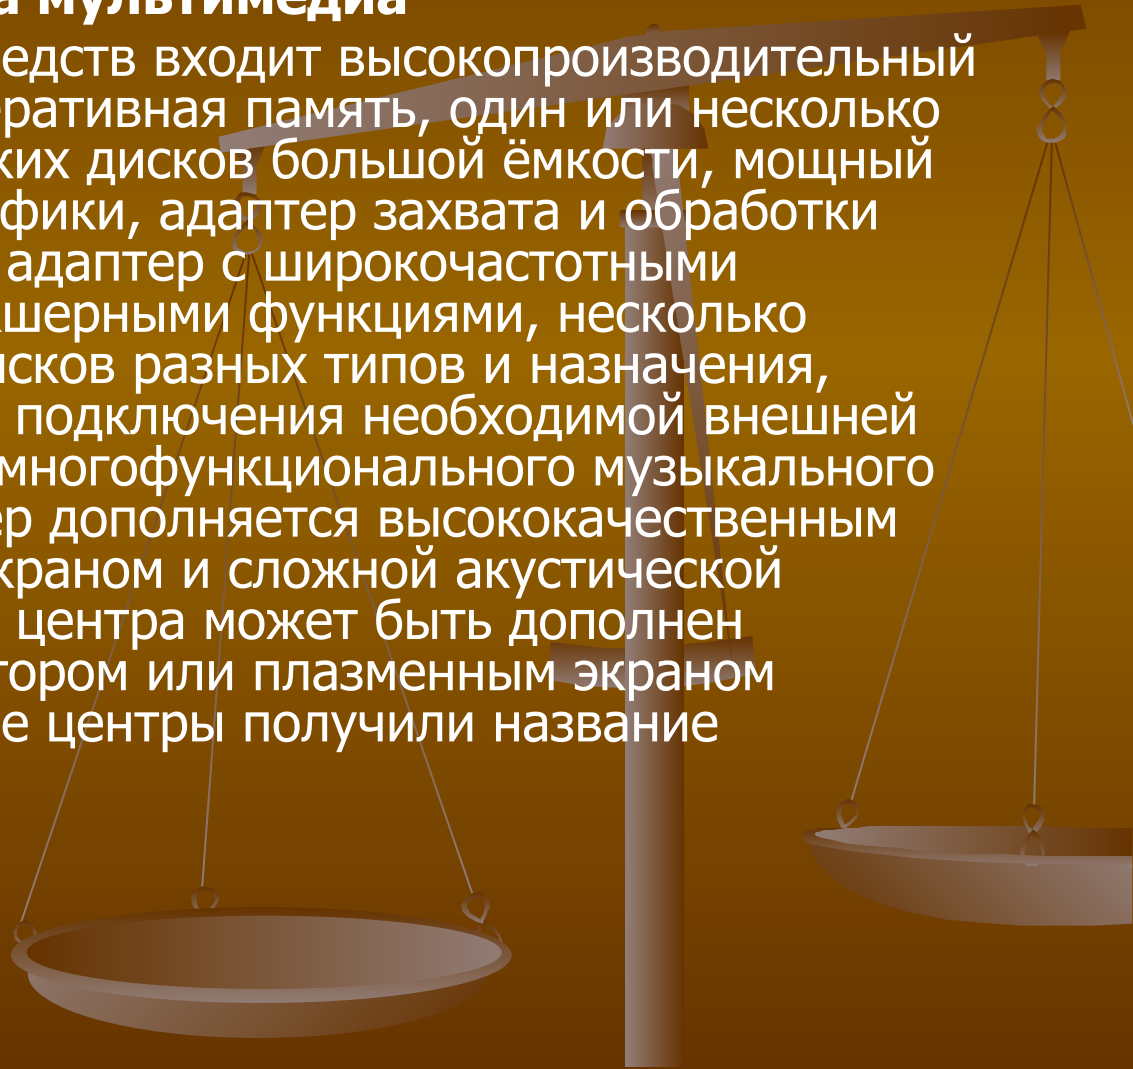 а мультимедиа
едств входит высокопроизводительный
ративная память, один или несколько
ких дисков большой ёмкости, мощный
фики, адаптер захвата и обработки
адаптер с широкочастотными
шерными функциями, несколько
исков разных типов и назначения,
подключения необходимой внешней
многофункционального музыкального
ер дополняется высококачественным
краном и сложной акустической
центра может быть дополнен
тором или плазменным экраном
е центры получили название